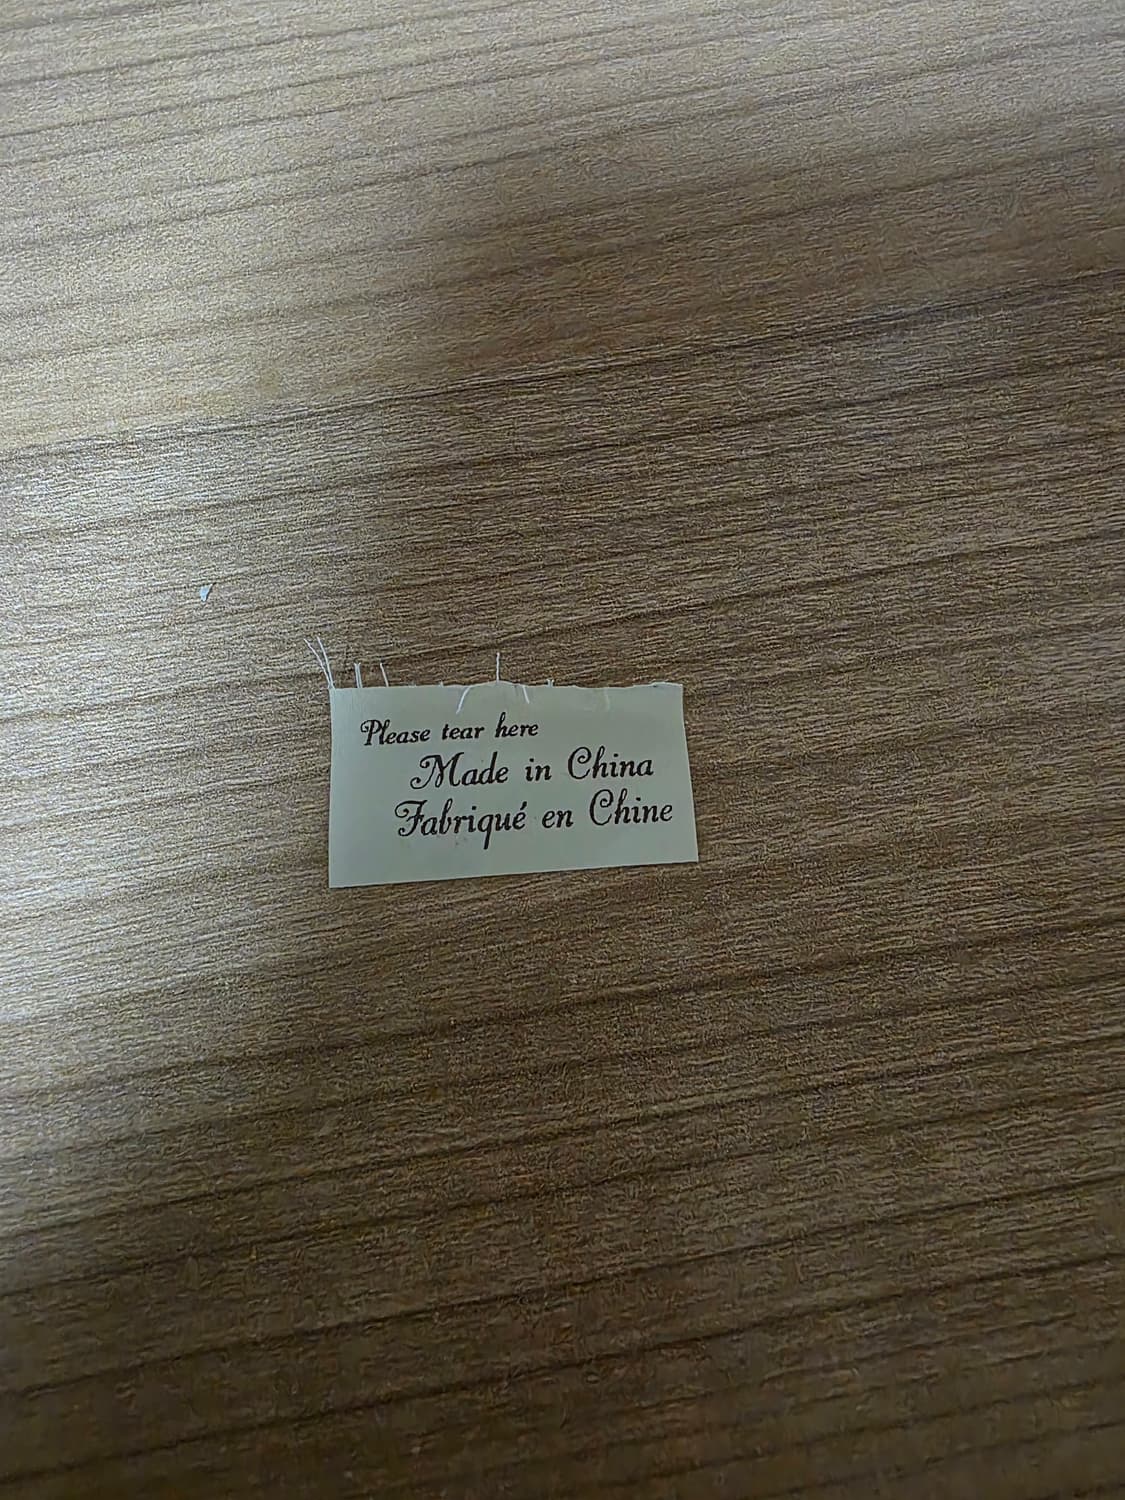 Please tear here
Made in China
Fabriqué en Chine